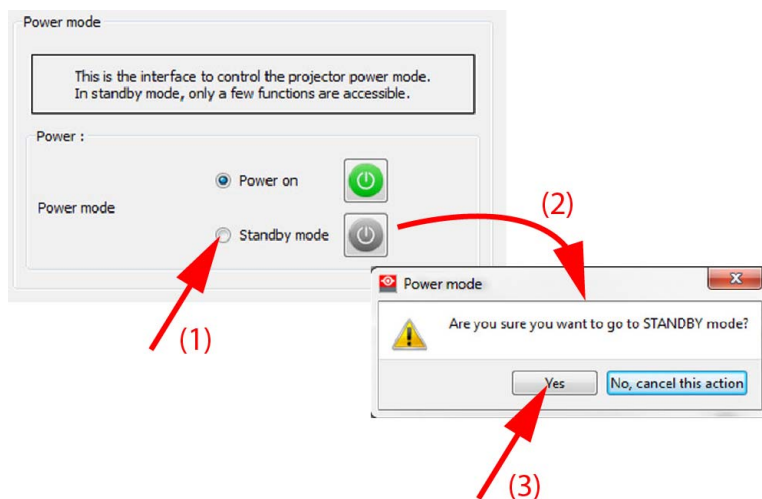 Power mode
This is the interface to control the projector power mode.
In standby mode, only a few functions are accessible.
Power :
Power on
Power mode
Standby mode
(2)
(1)
Power mode
Are you sure you want to go to STANDBY mode?
Yes No, cancel this action
(3)